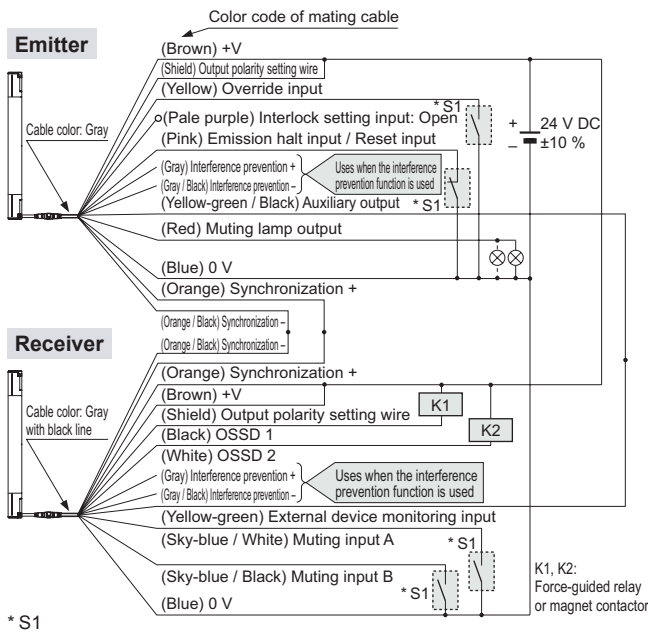 Color code of mating cable
Emitter
(Brown) +V
(Shield) Output polarity setting wire
(Yellow) Override input
* S1
(Pale purple) Interlock setting input: Open
+
24 V DC
Cable color: Gray
(Pink) Emission halt input / Reset input
–
±10 %
(Gray) Interference prevention +
Uses when the interference
(Gray / Black) Interference prevention –
prevention function is used
(Yellow-green / Black) Auxiliary output
* S1
(Red) Muting lamp output
(Blue) 0 V
(Orange) Synchronization +
(Orange / Black) Synchronization –
Receiver
(Orange / Black) Synchronization –
(Orange) Synchronization +
(Brown) +V
K1
Cable color: Gray
with black line
(Shield) Output polarity setting wire
(Black) OSSD 1
K2
(White) OSSD 2
(Gray) Interference prevention +
Uses when the interference
(Gray / Black) Interference prevention –
prevention function is used
(Yellow-green) External device monitoring input
(Sky-blue / White) Muting input A
* S1
(Sky-blue / Black) Muting input B
* S1
K1, K2:
Force-guided relay
or magnet contactor
(Blue) 0 V
* S1